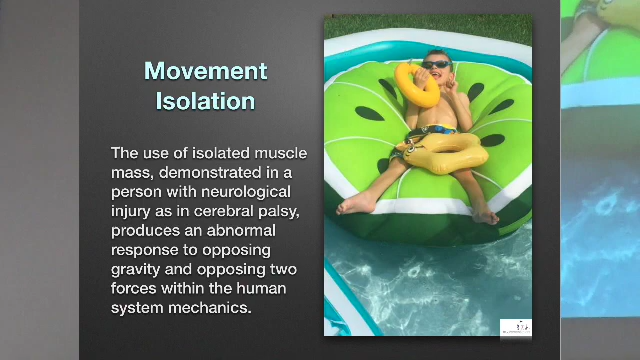 Movement
Isolation
The use of isolated muscle
mass, demonstrated in a
person with neurological
injury as in cerebral palsy,
produces an abnormal
response to opposing
gravity and opposing two
forces within the human
system mechanics.